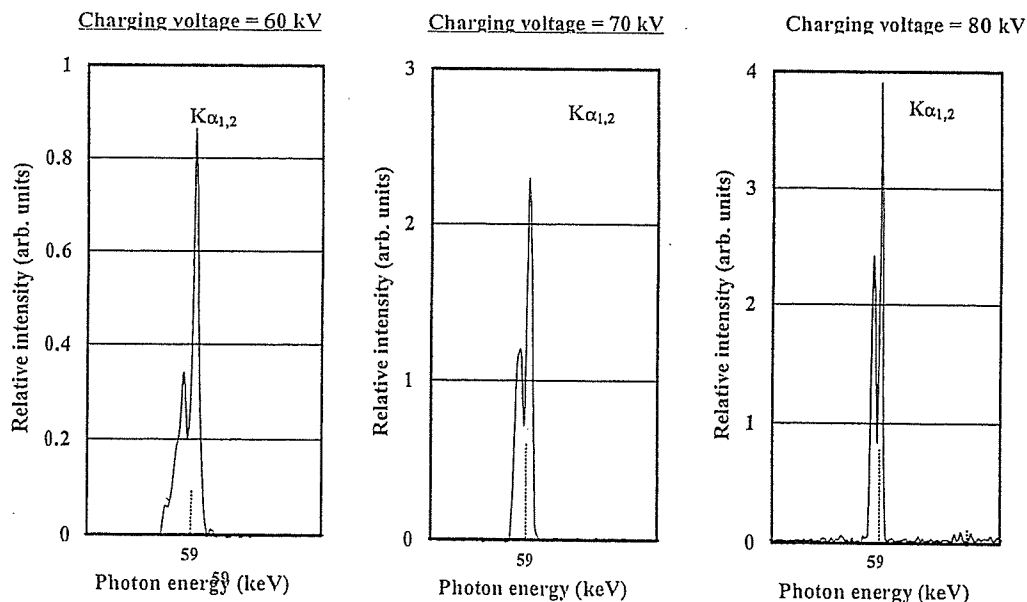 Charging voltage = 60 kV
1
0.8
0.6
0.4
0.2
0
Relative intensity (arb. units)
Kα1,2
59
59
Photon energy (keV)
Charging voltage = 70 kV
3
2
1
0
Relative intensity (arb. units)
Kα1,2
59
Photon energy (keV)
Charging voltage = 80 kV
4
3
2
1
0
Relative intensity (arb. units)
Kα1,2
59
Photon energy (keV)